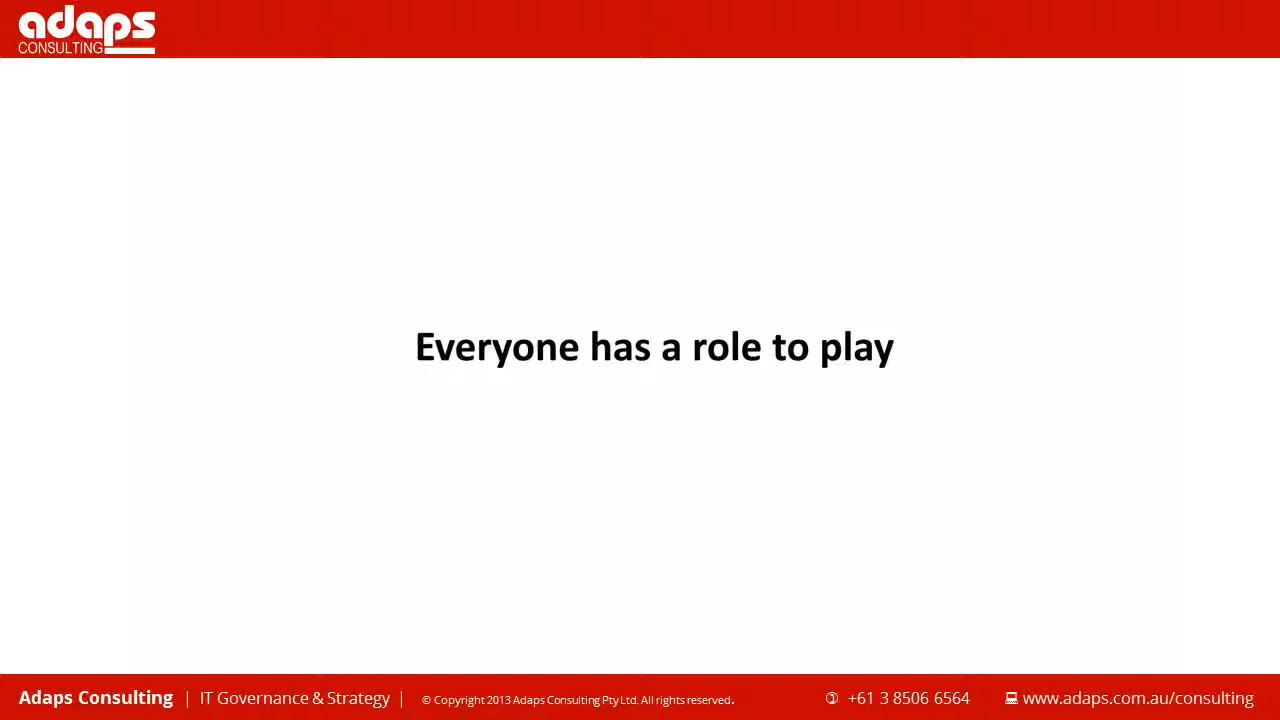 adaps
CONSULTING
Everyone has a role to play
Adaps Consulting | IT Governance & Strategy | © Copyright 2013 Adaps Consulting Pty Ltd. All rights reserved. +61 3 8506 6564 www.adaps.com.au/consulting